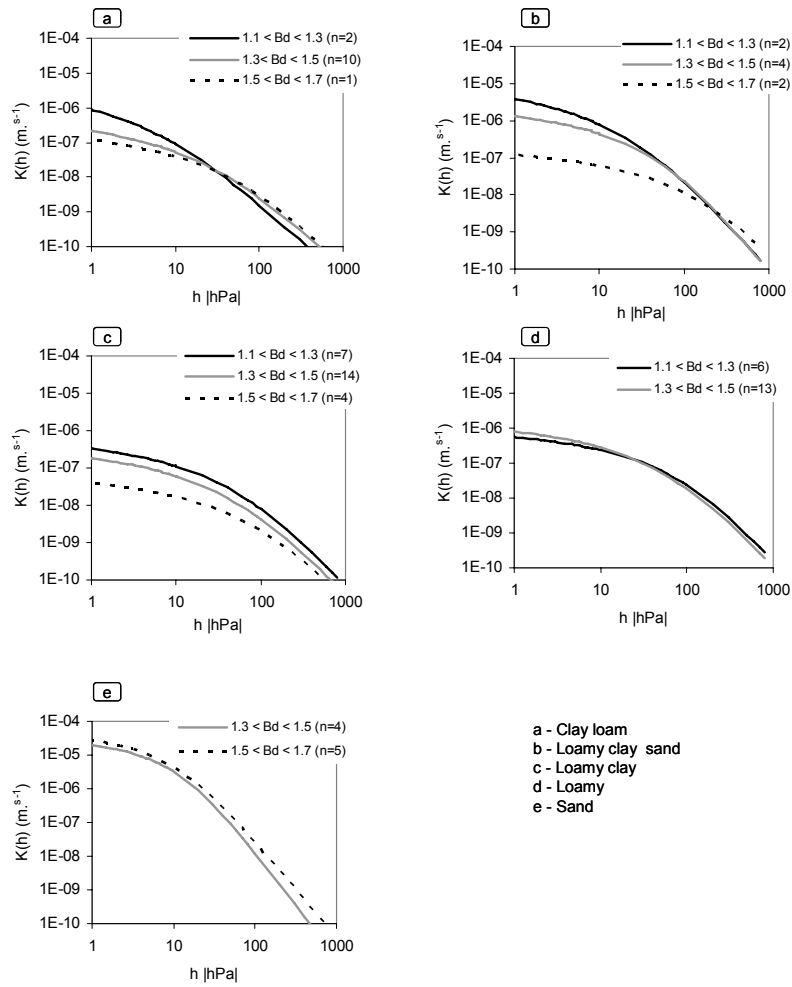 a
1.1 < Bd < 1.3 (n=2)
1.3< Bd < 1.5 (n=10)
1.5 < Bd < 1.7 (n=1)
1E-04
1E-05
1E-06
1E-07
1E-08
1E-09
1E-10
K(h) (m.s-1)
1 10 100 1000
h |hPa|
b
1.1 < Bd < 1.3 (n=2)
1.3 < Bd < 1.5 (n=4)
1.5 < Bd < 1.7 (n=2)
1E-04
1E-05
1E-06
1E-07
1E-08
1E-09
1E-10
K(h) (m.s-1)
1 10 100 1000
h |hPa|
c
1.1 < Bd < 1.3 (n=7)
1.3 < Bd < 1.5 (n=14)
1.5 < Bd < 1.7 (n=4)
1E-04
1E-05
1E-06
1E-07
1E-08
1E-09
1E-10
K(h) (m.s-1)
1 10 100 1000
h |hPa|
d
1.1 < Bd < 1.3 (n=6)
1.3 < Bd < 1.5 (n=13)
1E-04
1E-05
1E-06
1E-07
1E-08
1E-09
1E-10
K(h) (m.s-1)
1 10 100 1000
h |hPa|
e
1.3 < Bd < 1.5 (n=4)
1.5 < Bd < 1.7 (n=5)
1E-04
1E-05
1E-06
1E-07
1E-08
1E-09
1E-10
K(h) (m.s-1)
1 10 100 1000
h |hPa|
a - Clay loam
b - Loamy clay sand
c - Loamy clay
d - Loamy
e - Sand